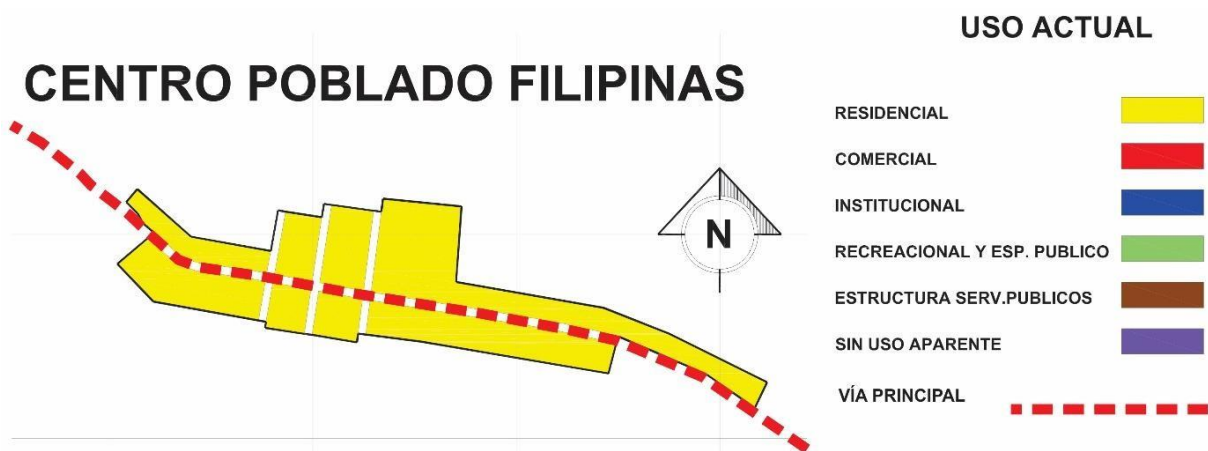 USO ACTUAL
CENTRO POBLADO FILIPINAS
RESIDENCIAL
COMERCIAL
INSTITUCIONAL
RECREACIONAL Y ESP. PUBLICO
ESTRUCTURA SERV.PUBLICOS
SIN USO APARENTE
VÍA PRINCIPAL
N